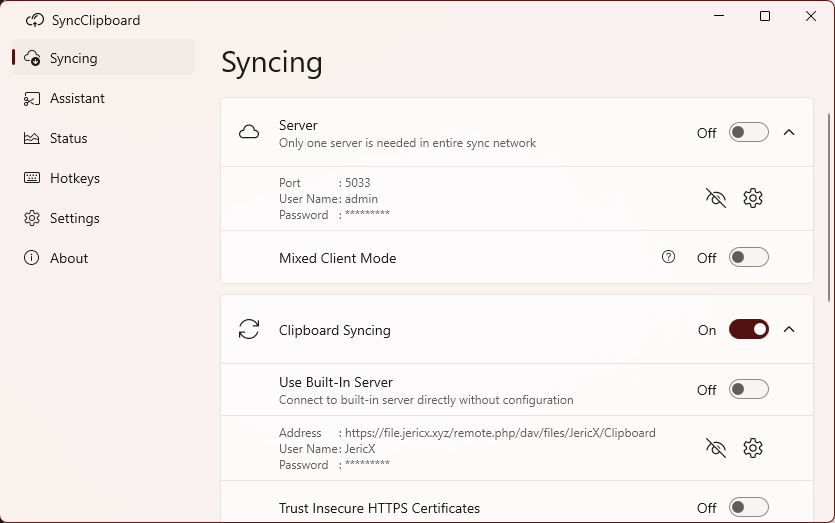 SyncClipboard
Syncing
Assistant
Status
Hotkeys
Settings
About
Syncing
Server
Only one server is needed in entire sync network
Off
Port : 5033
User Name: admin
Password : *********
Mixed Client Mode
Off
Clipboard Syncing
On
Use Built-In Server
Connect to built-in server directly without configuration
Off
Address : https://file.jericx.xyz/remote.php/dav/files/JericX/Clipboard
User Name: JericX
Password : *********
Trust Insecure HTTPS Certificates
Off